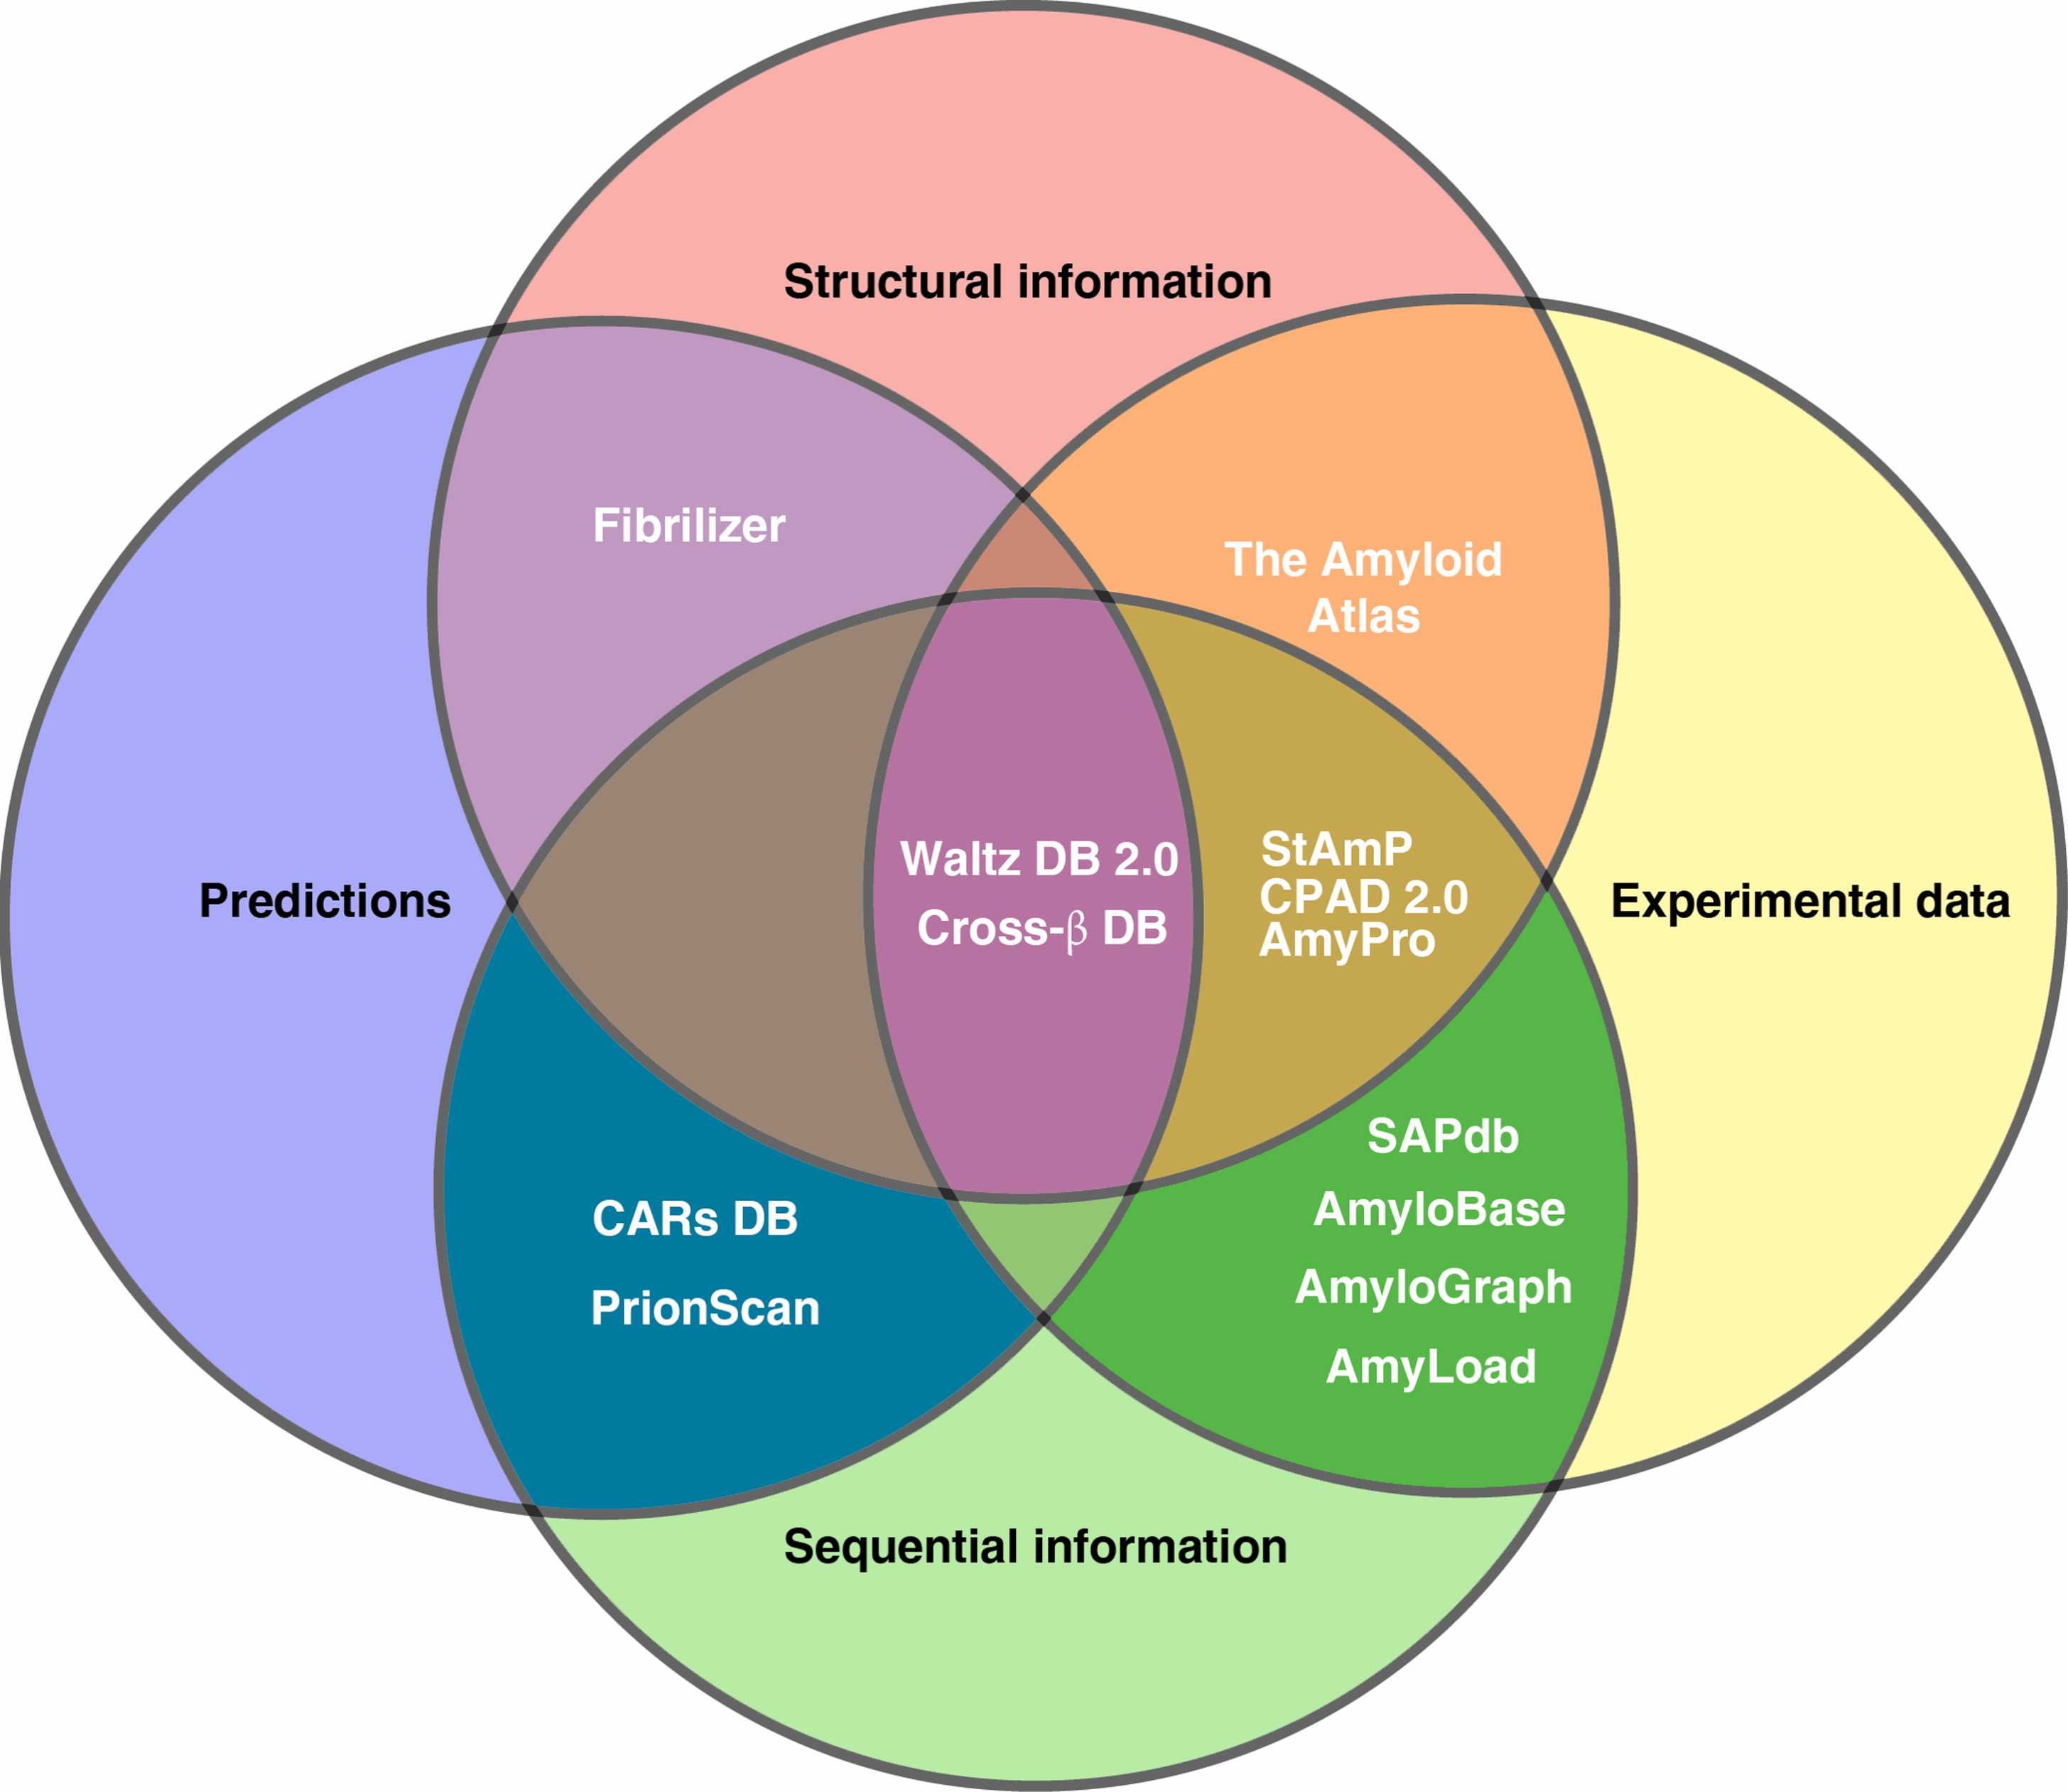 Structural information
Fibrilizer
The Amyloid
Atlas
Predictions
Waltz DB 2.0
Cross-β DB
StAmP
CPAD 2.0
AmyPro
Experimental data
CARs DB
PrionScan
SAPdb
AmyloBase
AmyloGraph
AmyLoad
Sequential information